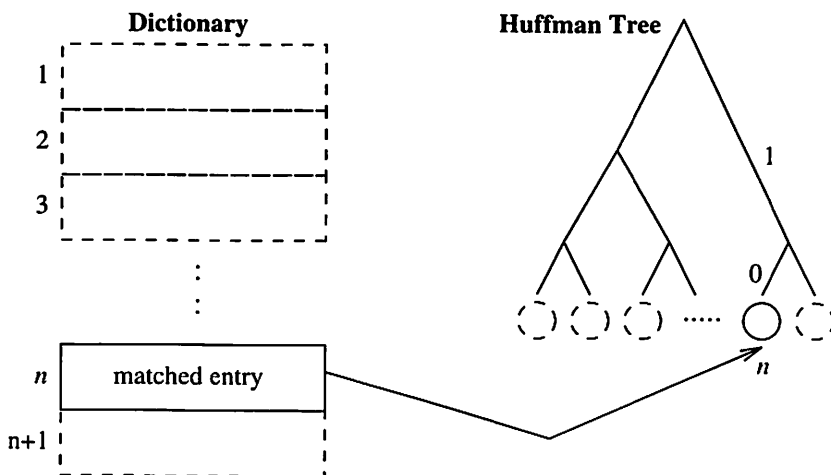 Dictionary
1
2
3
n
matched entry
n+1
Huffman Tree
1
0
n